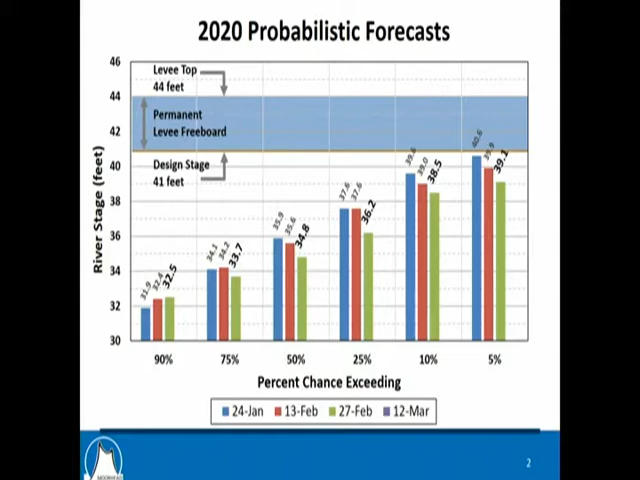 2020 Probabilistic Forecasts
46
44
42
40
38
36
34
32
30
River Stage (feet)
Levee Top
44 feet
Permanent
Levee Freeboard
Design Stage
41 feet
31.9 32.4 32.5
34.1 34.2 33.7
35.9 35.6 34.8
37.6 37.6 36.2
39.6 39.0 38.5
40.6 39.9 39.1
90% 75% 50% 25% 10% 5%
Percent Chance Exceeding
24-Jan 13-Feb 27-Feb 12-Mar
MOORHEAD
2